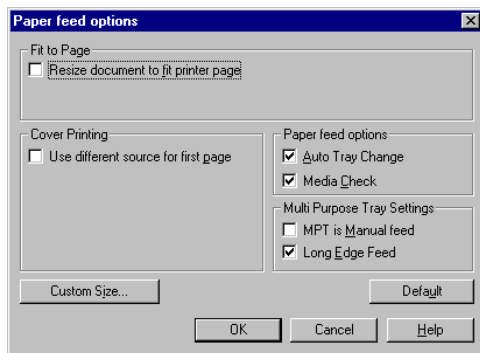 Paper feed options
Fit to Page
Resize document to fit printer page
Cover Printing
Use different source for first page
Paper feed options
Auto Tray Change
Media Check
Multi Purpose Tray Settings
MPT is Manual feed
Long Edge Feed
Custom Size...
Default
OK
Cancel
Help